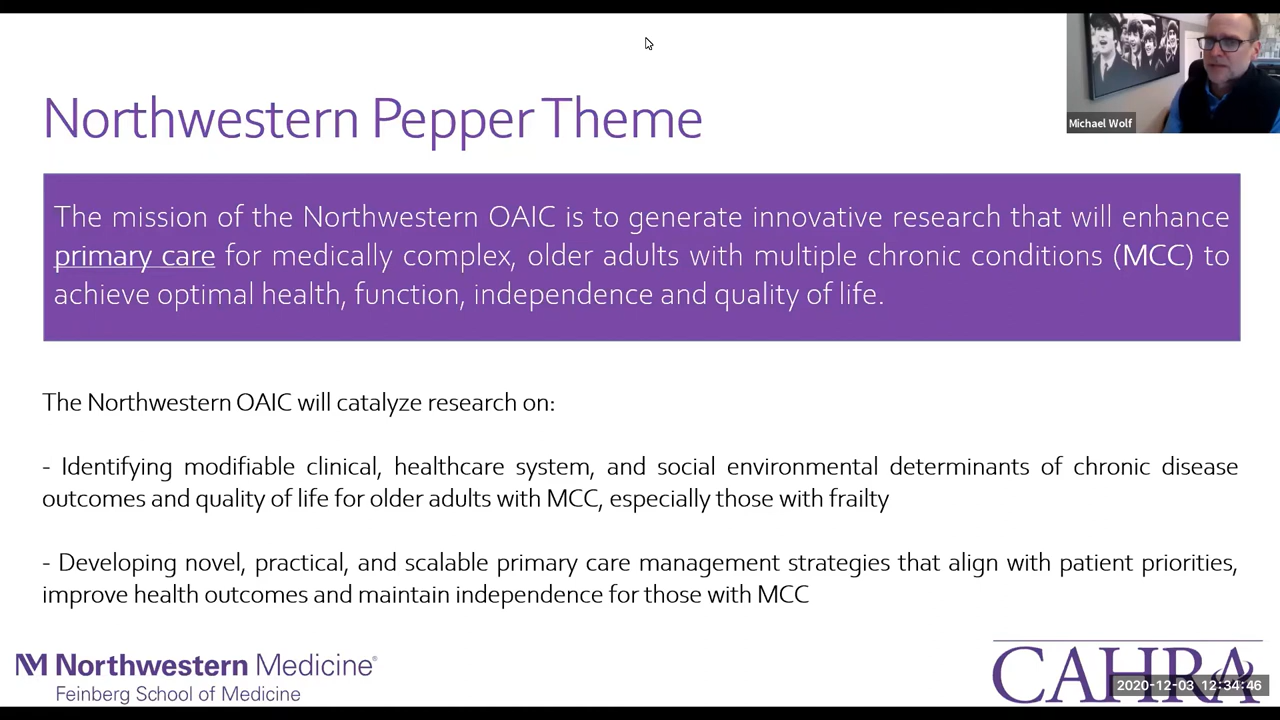 Michael Wolf
Northwestern Pepper Theme
The mission of the Northwestern OAIC is to generate innovative research that will enhance
primary care for medically complex, older adults with multiple chronic conditions (MCC) to
achieve optimal health, function, independence and quality of life.
The Northwestern OAIC will catalyze research on:
- Identifying modifiable clinical, healthcare system, and social environmental determinants of chronic disease
outcomes and quality of life for older adults with MCC, especially those with frailty
- Developing novel, practical, and scalable primary care management strategies that align with patient priorities,
improve health outcomes and maintain independence for those with MCC
NM Northwestern Medicine®
Feinberg School of Medicine
CAHRA
2020-12-03 12:34:46